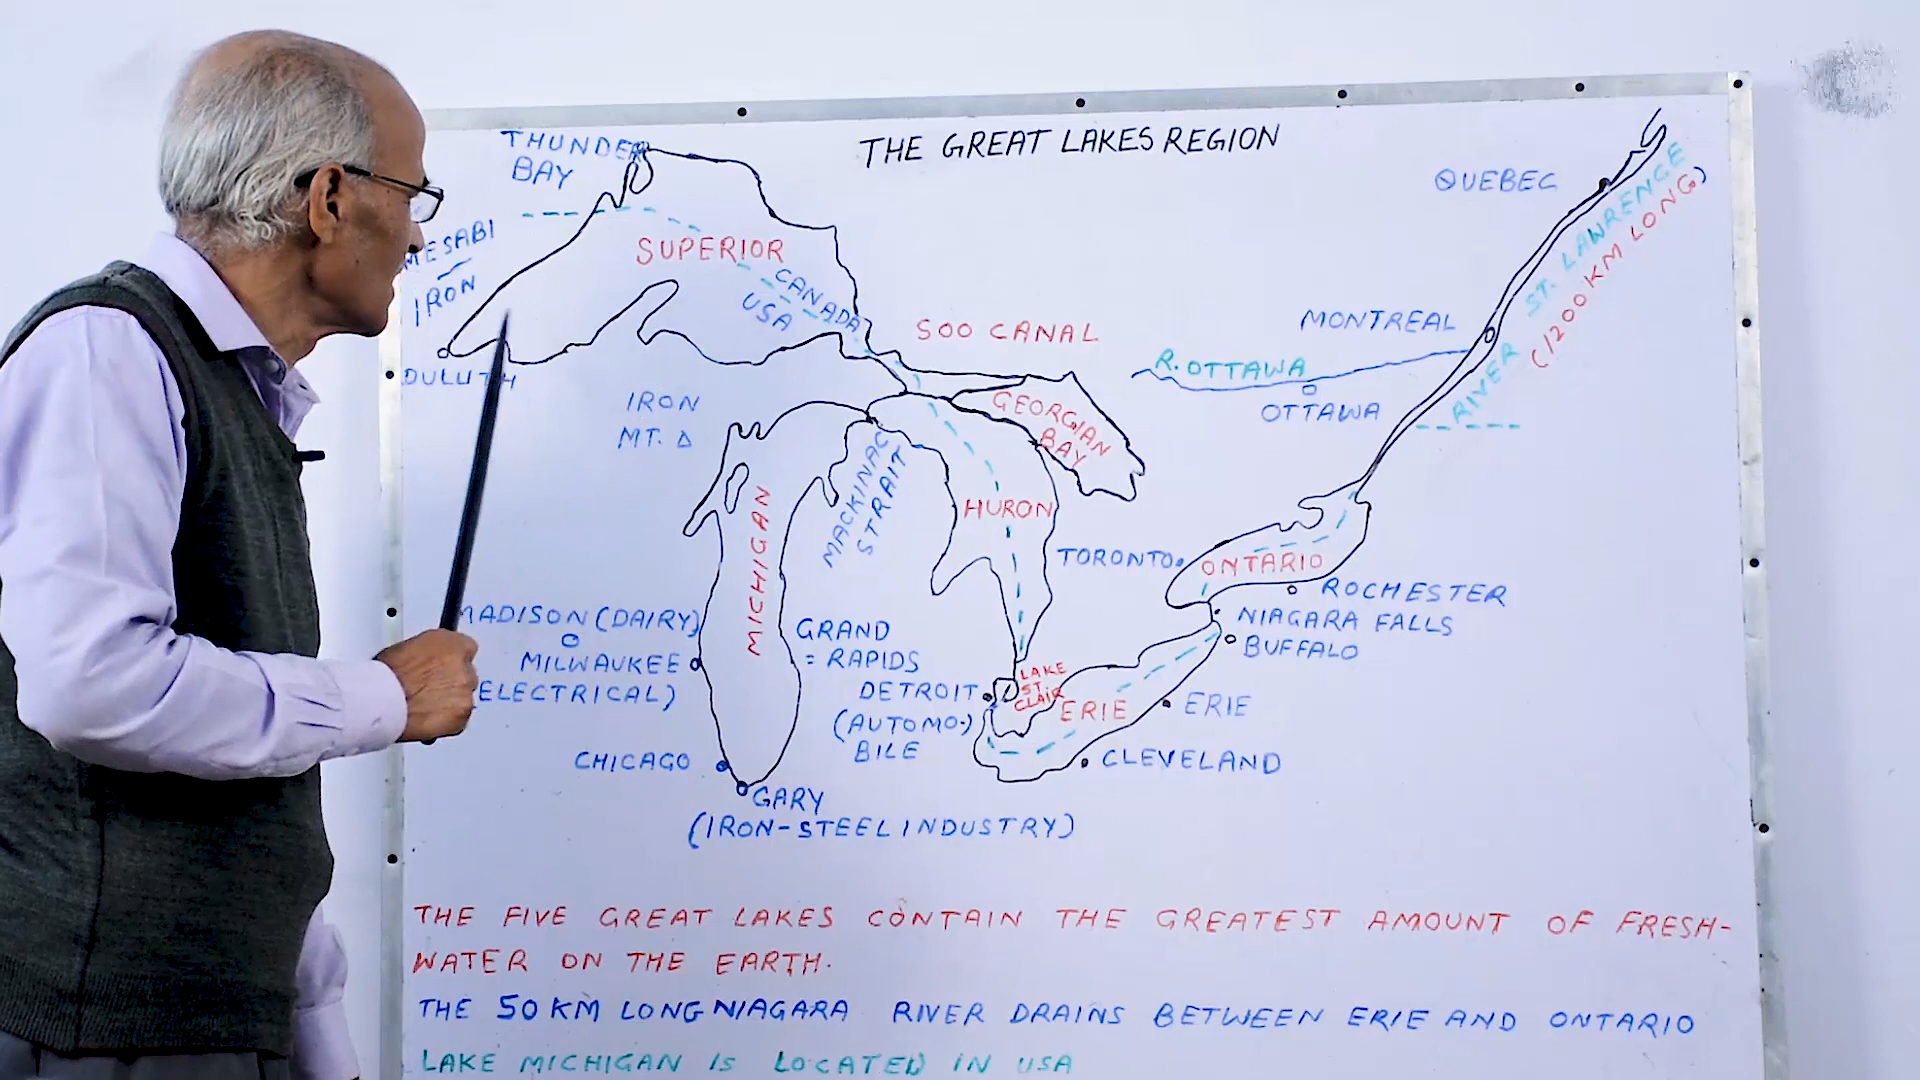 THE GREAT LAKES REGION
THUNDER
BAY
QUEBEC
MESABI
IRON
SUPERIOR
CANADA
USA
DULUTH
SOO CANAL
MONTREAL
RIVER ST. LAWRENCE
(1200 KM LONG)
R. OTTAWA
OTTAWA
IRON
MT. Δ
GEORGIAN
BAY
MACKINAC
STRAIT
MICHIGAN
HURON
TORONTO
ONTARIO
ROCHESTER
NIAGARA FALLS
BUFFALO
MADISON (DAIRY)
MILWAUKEE
ELECTRICAL)
GRAND
= RAPIDS
DETROIT
(AUTOMO-)
BILE
LAKE
ST
CLAIR
ERIE
ERIE
CLEVELAND
CHICAGO
GARY
(IRON-STEEL INDUSTRY)
THE FIVE GREAT LAKES CONTAIN THE GREATEST AMOUNT OF FRESH-
WATER ON THE EARTH.
THE 50 KM LONG NIAGARA RIVER DRAINS BETWEEN ERIE AND ONTARIO
LAKE MICHIGAN IS LOCATED IN USA